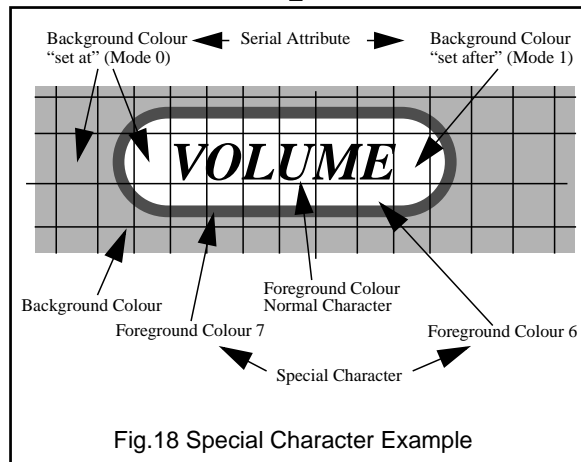 Background Colour
“set at” (Mode 0)
Serial Attribute
Background Colour
“set after” (Mode 1)
VOLUME
Background Colour
Foreground Colour 7
Foreground Colour
Normal Character
Foreground Colour 6
Special Character
Fig.18 Special Character Example